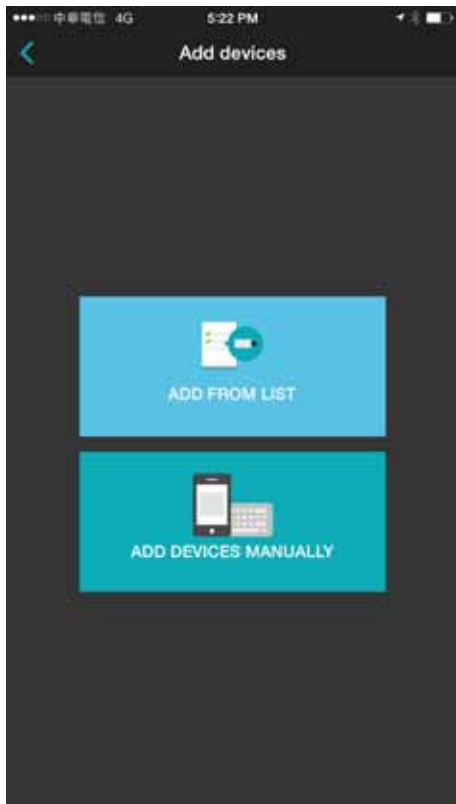 中華電信 4G 5:22 PM
Add devices
ADD FROM LIST
ADD DEVICES MANUALLY